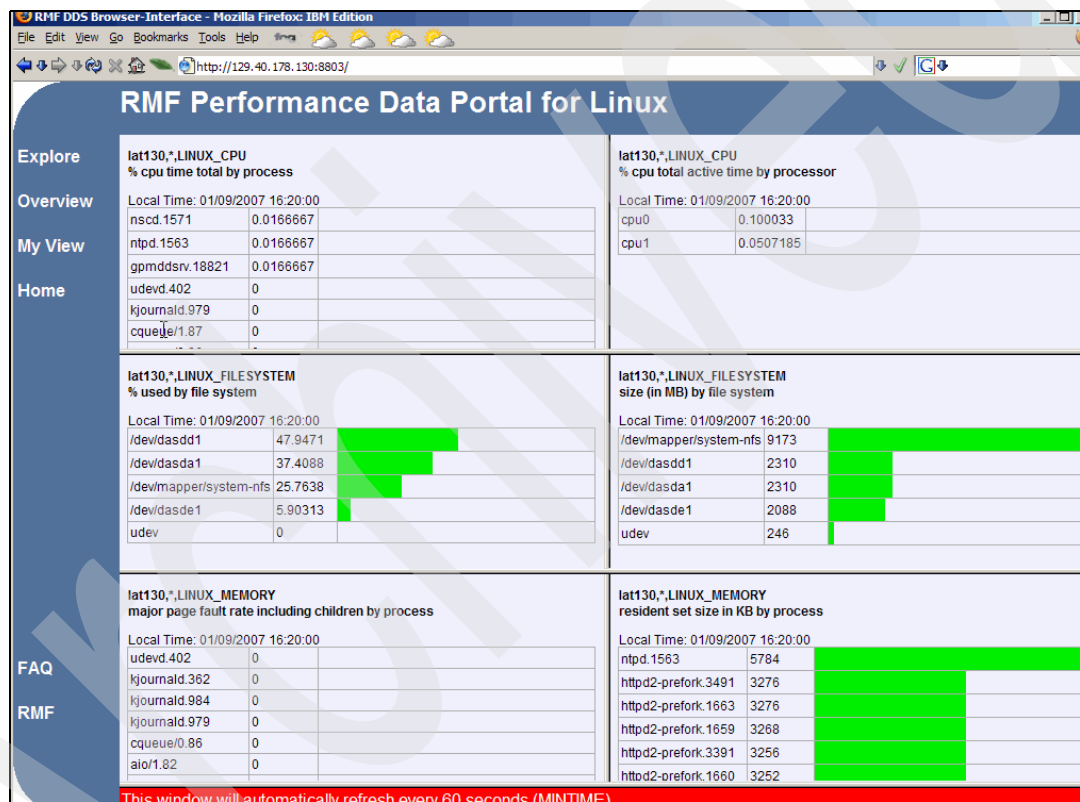 RMF DDS Browser-Interface - Mozilla Firefox: IBM Edition
File Edit View Go Bookmarks Tools Help
http://129.40.178.130:8803/
G
RMF Performance Data Portal for Linux
Explore
Overview
My View
Home
FAQ
RMF
lat130,*,LINUX_CPU
% cpu time total by process
Local Time: 01/09/2007 16:20:00
nscd.1571 0.0166667
ntpd.1563 0.0166667
gpmddsrv.18821 0.0166667
udevd.402 0
kjournald.979 0
cqueue/1.87 0
lat130,*,LINUX_CPU
% cpu total active time by processor
Local Time: 01/09/2007 16:20:00
cpu0 0.100033
cpu1 0.0507185
lat130,*,LINUX_FILESYSTEM
% used by file system
Local Time: 01/09/2007 16:20:00
/dev/dasdd1 47.9471
/dev/dasda1 37.4088
/dev/mapper/system-nfs 25.7638
/dev/dasde1 5.90313
udev 0
lat130,*,LINUX_FILESYSTEM
size (in MB) by file system
Local Time: 01/09/2007 16:20:00
/dev/mapper/system-nfs 9173
/dev/dasdd1 2310
/dev/dasda1 2310
/dev/dasde1 2088
udev 246
lat130,*,LINUX_MEMORY
major page fault rate including children by process
Local Time: 01/09/2007 16:20:00
udevd.402 0
kjournald.362 0
kjournald.984 0
kjournald.979 0
cqueue/0.86 0
aio/1.82 0
lat130,*,LINUX_MEMORY
resident set size in KB by process
Local Time: 01/09/2007 16:20:00
ntpd.1563 5784
httpd2-prefork.3491 3276
httpd2-prefork.1663 3276
httpd2-prefork.1659 3268
httpd2-prefork.3391 3256
httpd2-prefork.1660 3252
This window will automatically refresh every 60 seconds (MINTIME)